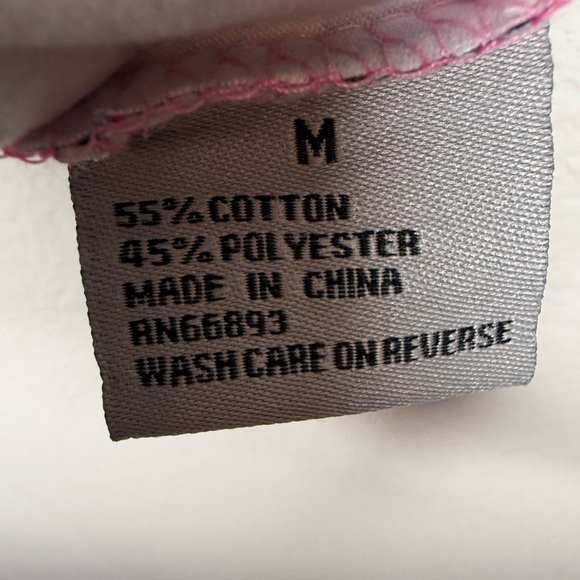 M
55% COTTON
45% POLYESTER
MADE IN CHINA
RN66893
WASH CARE ON REVERSE